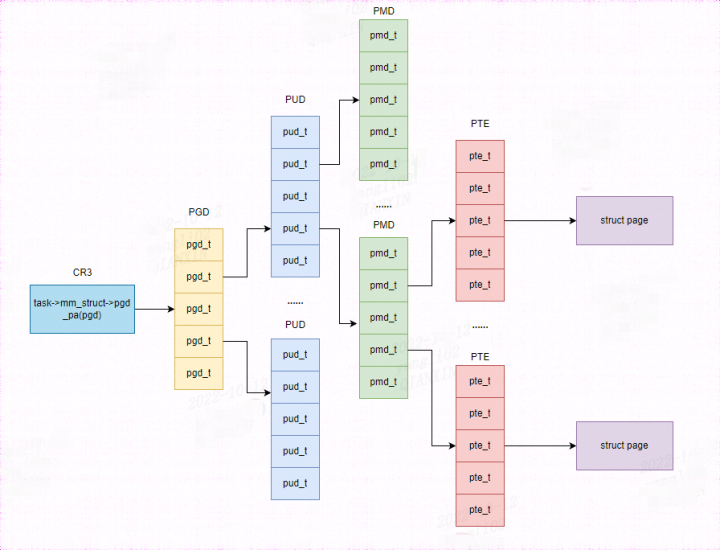 CR3
task->mm_struct->pgd
_pa(pgd)
PGD
pgd_t
pgd_t
pgd_t
pgd_t
pgd_t
PUD
pud_t
pud_t
pud_t
pud_t
pud_t
......
PUD
pud_t
pud_t
pud_t
pud_t
pud_t
PMD
pmd_t
pmd_t
pmd_t
pmd_t
pmd_t
......
PMD
pmd_t
pmd_t
pmd_t
pmd_t
pmd_t
PTE
pte_t
pte_t
pte_t
pte_t
pte_t
......
PTE
pte_t
pte_t
pte_t
pte_t
pte_t
struct page
struct page